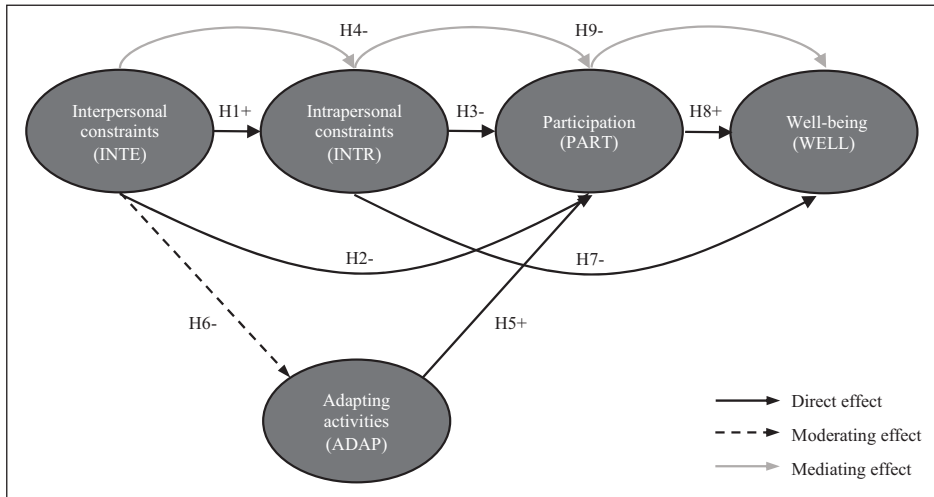 H4-
H9-
Interpersonal
constraints
(INTE)
H1+
Intrapersonal
constraints
(INTR)
H3-
Participation
(PART)
H8+
Well-being
(WELL)
H2-
H7-
H6-
H5+
Adapting
activities
(ADAP)
Direct effect
Moderating effect
Mediating effect